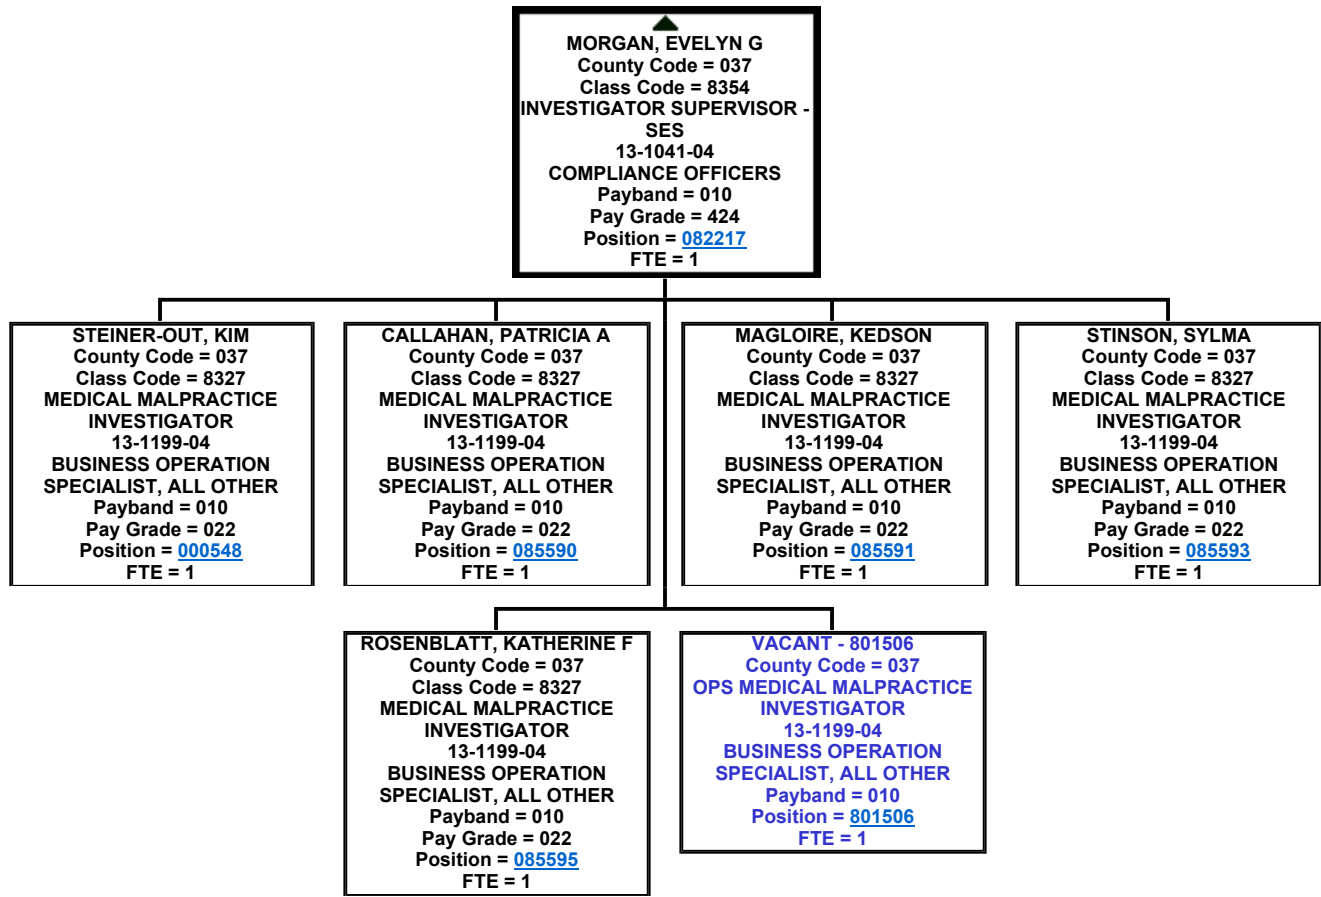 MORGAN, EVELYN G
County Code = 037
Class Code = 8354
INVESTIGATOR SUPERVISOR -
SES
13-1041-04
COMPLIANCE OFFICERS
Payband = 010
Pay Grade = 424
Position = 082217
FTE = 1
STEINER-OUT, KIM
County Code = 037
Class Code = 8327
MEDICAL MALPRACTICE
INVESTIGATOR
13-1199-04
BUSINESS OPERATION
SPECIALIST, ALL OTHER
Payband = 010
Pay Grade = 022
Position = 000548
FTE = 1
CALLAHAN, PATRICIA A
County Code = 037
Class Code = 8327
MEDICAL MALPRACTICE
INVESTIGATOR
13-1199-04
BUSINESS OPERATION
SPECIALIST, ALL OTHER
Payband = 010
Pay Grade = 022
Position = 085590
FTE = 1
MAGLOIRE, KEDSON
County Code = 037
Class Code = 8327
MEDICAL MALPRACTICE
INVESTIGATOR
13-1199-04
BUSINESS OPERATION
SPECIALIST, ALL OTHER
Payband = 010
Pay Grade = 022
Position = 085591
FTE = 1
STINSON, SYLMA
County Code = 037
Class Code = 8327
MEDICAL MALPRACTICE
INVESTIGATOR
13-1199-04
BUSINESS OPERATION
SPECIALIST, ALL OTHER
Payband = 010
Pay Grade = 022
Position = 085593
FTE = 1
ROSENBLATT, KATHERINE F
County Code = 037
Class Code = 8327
MEDICAL MALPRACTICE
INVESTIGATOR
13-1199-04
BUSINESS OPERATION
SPECIALIST, ALL OTHER
Payband = 010
Pay Grade = 022
Position = 085595
FTE = 1
VACANT - 801506
County Code = 037
OPS MEDICAL MALPRACTICE
INVESTIGATOR
13-1199-04
BUSINESS OPERATION
SPECIALIST, ALL OTHER
Payband = 010
Position = 801506
FTE = 1